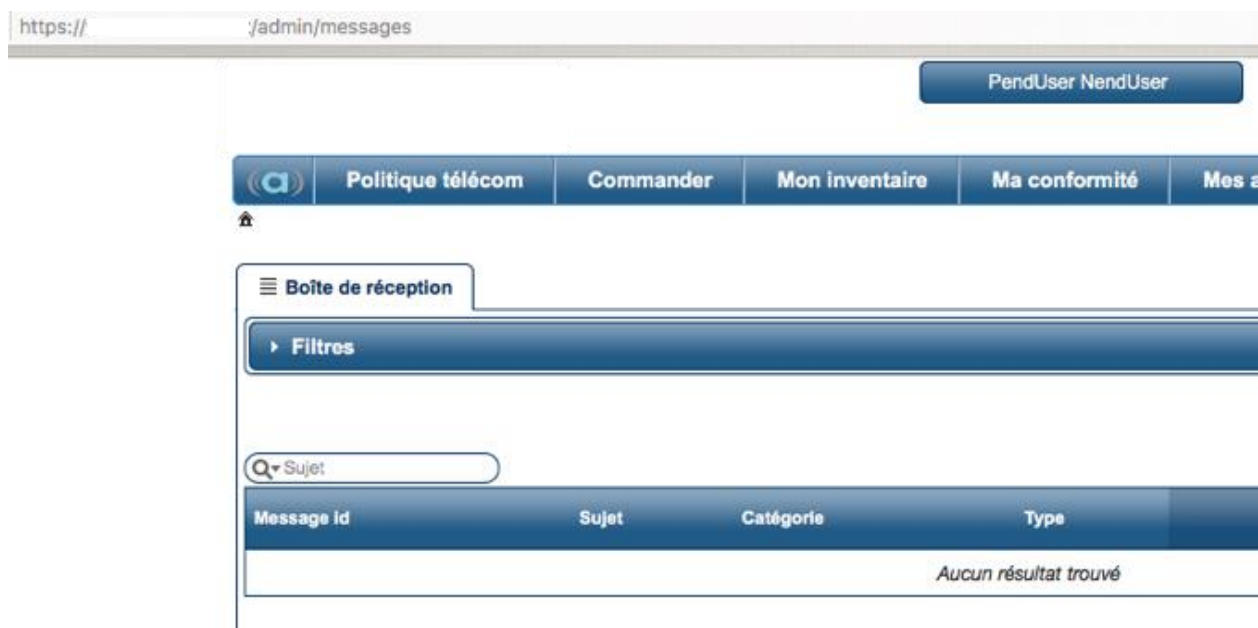 https:// :/admin/messages
PendUser NendUser
(a) Politique télécom Commander Mon inventaire Ma conformité Mes a
Boîte de réception
Filtres
Sujet
Message id Sujet Catégorie Type
Aucun résultat trouvé